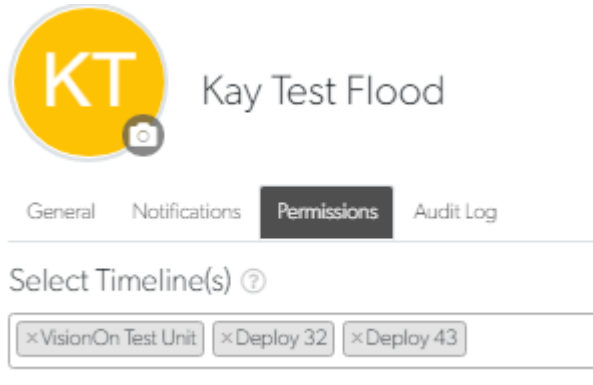 KT
Kay Test Flood
General Notifications Permissions Audit Log
Select Timeline(s) ?
×VisionOn Test Unit ×Deploy 32 ×Deploy 43